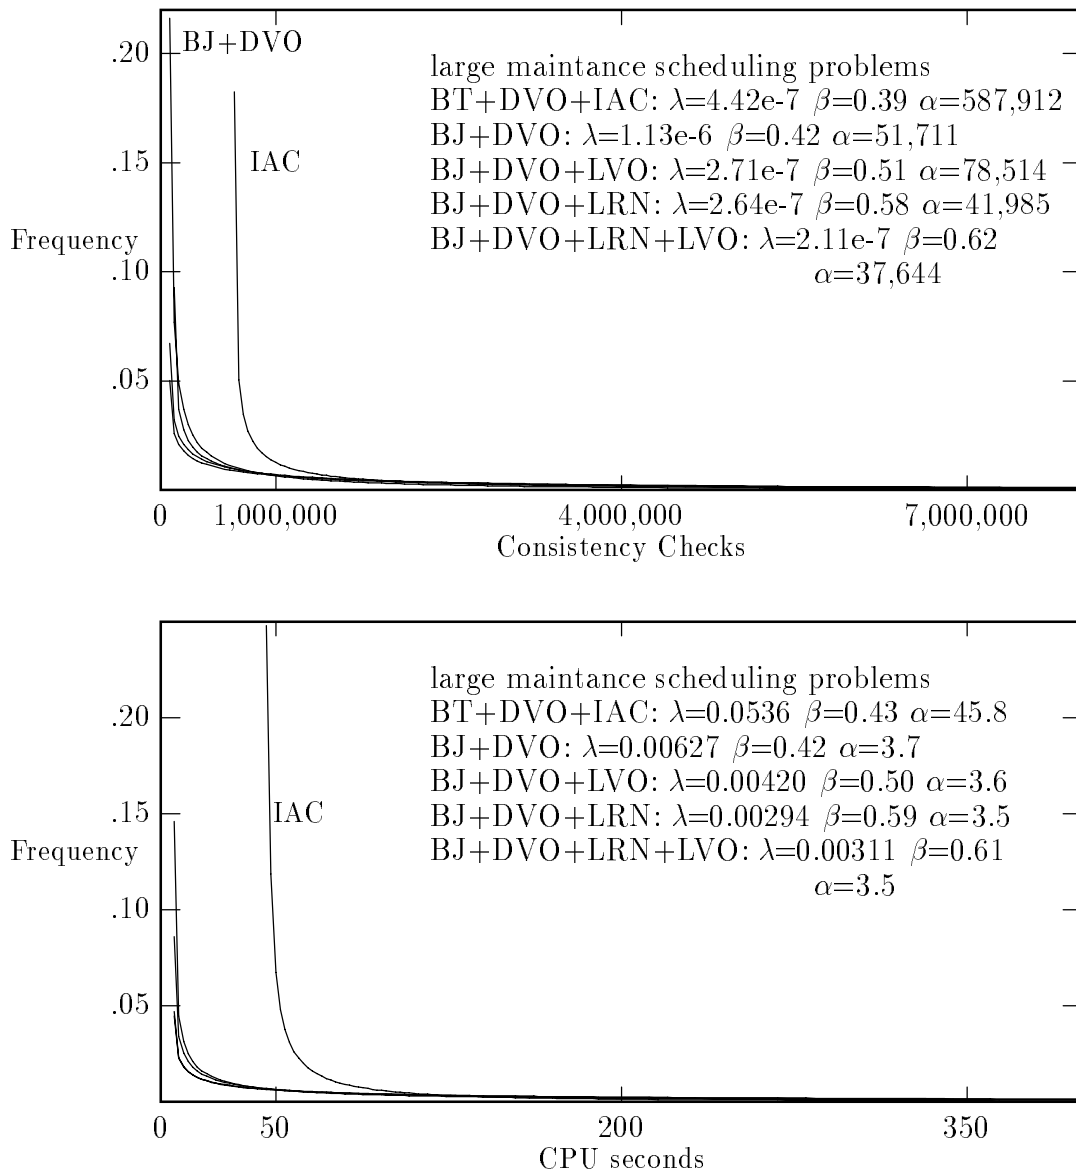 .20
BJ+DVO
large maintance scheduling problems
BT+DVO+IAC: λ=4.42e-7 β=0.39 α=587,912
BJ+DVO: λ=1.13e-6 β=0.42 α=51,711
.15
IAC
BJ+DVO+LVO: λ=2.71e-7 β=0.51 α=78,514
BJ+DVO+LRN: λ=2.64e-7 β=0.58 α=41,985
Frequency
BJ+DVO+LRN+LVO: λ=2.11e-7 β=0.62
.10
α=37,644
.05
0 1,000,000 4,000,000 7,000,000
Consistency Checks
large maintance scheduling problems
.20
BT+DVO+IAC: λ=0.0536 β=0.43 α=45.8
BJ+DVO: λ=0.00627 β=0.42 α=3.7
BJ+DVO+LVO: λ=0.00420 β=0.50 α=3.6
.15
IAC
BJ+DVO+LRN: λ=0.00294 β=0.59 α=3.5
Frequency
BJ+DVO+LRN+LVO: λ=0.00311 β=0.61
α=3.5
.10
.05
0 50 200 350
CPU seconds